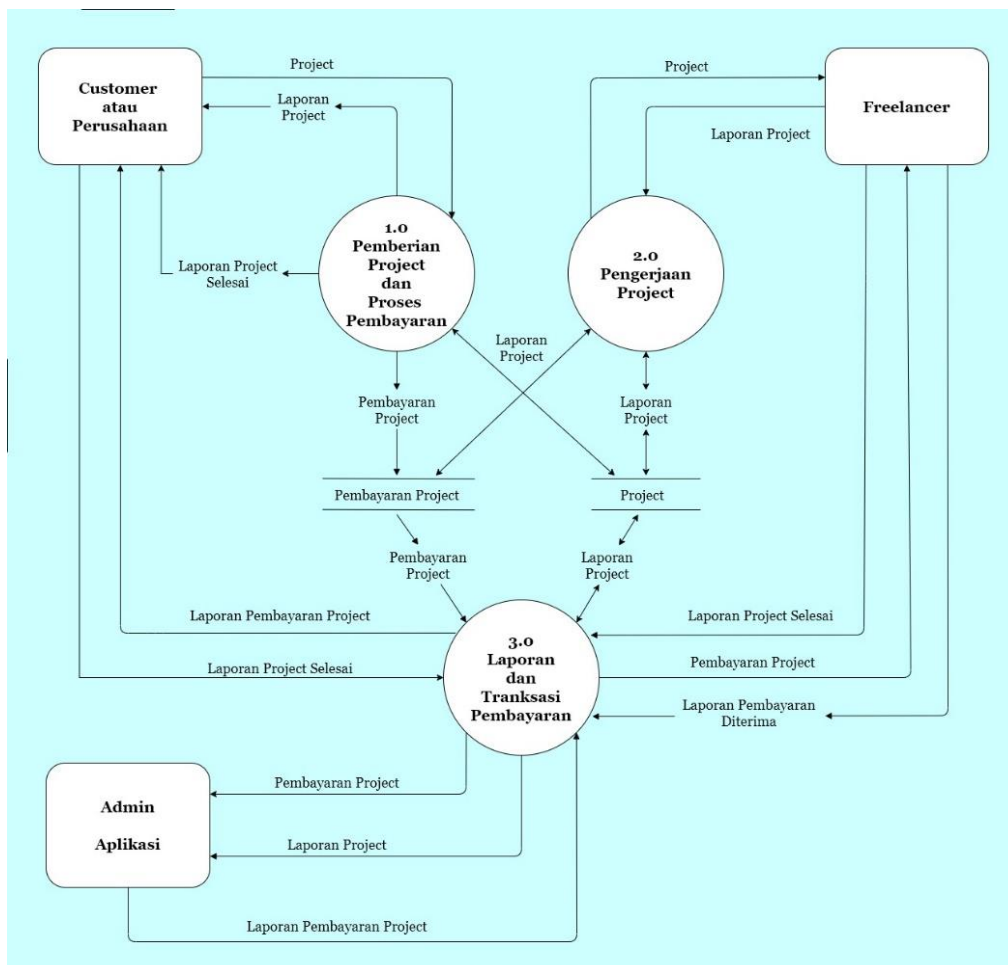 Project
Customer
atau
Perusahaan
Laporan
Project
Project
Freelancer
Laporan Project
1.0
Pemberian
Project
dan
Proses
Pembayaran
2.0
Pengerjaan
Project
Laporan Project
Selesai
Laporan
Project
Pembayaran
Project
Laporan
Project
Pembayaran Project
Project
Pembayaran
Project
Laporan
Project
Laporan Pembayaran Project
Laporan Project Selesai
3.0
Laporan
dan
Tranksasi
Pembayaran
Laporan Project Selesai
Pembayaran Project
Laporan Pembayaran
Diterima
Admin
Aplikasi
Pembayaran Project
Laporan Project
Laporan Pembayaran Project